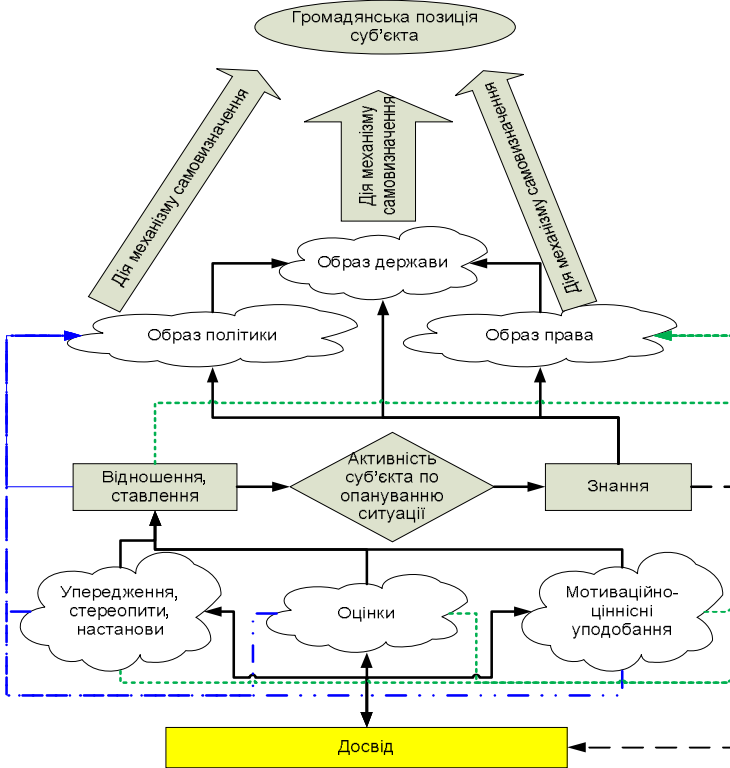 Громадянська позиція
суб’єкта
Дія механізму самовизначення
Дія механізму
самовизначення
Дія механізму самовизначення
Образ держави
Образ політики
Образ права
Відношення,
ставлення
Активність
суб’єкта по
опануванню
ситуації
Знання
Упередження,
стереопити,
настанови
Оцінки
Мотиваційно-
ціннісні
уподобання
Досвід